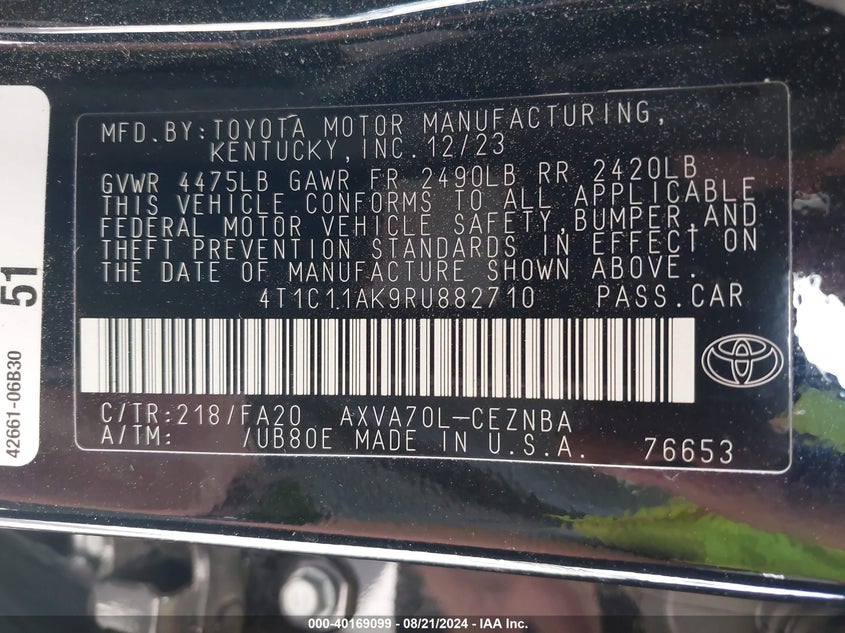 MFD.BY:TOYOTA MOTOR MANUFACTURING,
KENTUCKY,INC.12/23
GVWR 4475LB GAWR FR 2490LB RR 2420LB
THIS VEHICLE CONFORMS TO ALL APPLICABLE
FEDERAL MOTOR VEHICLE SAFETY,BUMPER,AND
THEFT PREVENTION STANDARDS IN EFFECT ON
THE DATE OF MANUFACTURE SHOWN ABOVE.
4T1C11AK9RU882710 PASS.CAR
C/TR:218/FA20 AXVA70L-CEZNBA
A/TM: /UB80E MADE IN U.S.A. 76653
51
42661-06B30
000-40169099 - 08/21/2024 - IAA Inc.